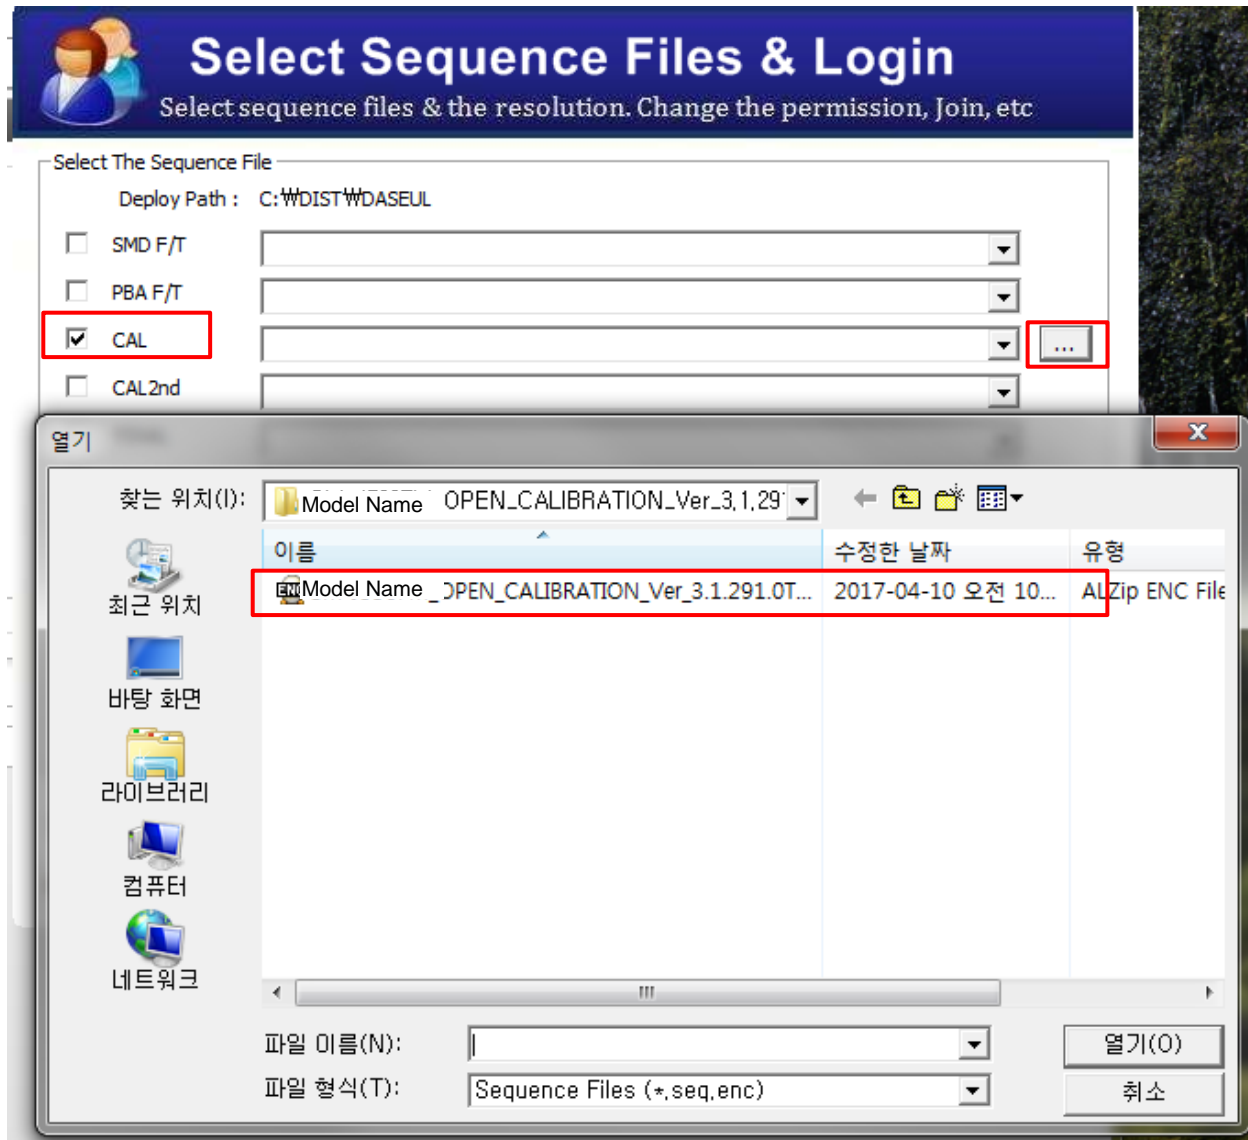 Select Sequence Files & Login
Select sequence files & the resolution. Change the permission, Join, etc
Select The Sequence File
Deploy Path : C:₩DIST₩DASEUL
SMD F/T
PBA F/T
CAL
...
CAL2nd
열기
찾는 위치(I):
Model Name OPEN_CALIBRATION_Ver_3,1,291
이름
수정한 날짜
유형
Model Name _OPEN_CALIBRATION_Ver_3.1.291.0T...
2017-04-10 오전 10...
ALZip ENC File
최근 위치
바탕 화면
라이브러리
컴퓨터
네트워크
파일 이름(N):
열기(O)
파일 형식(T):
Sequence Files (*,seq,enc)
취소